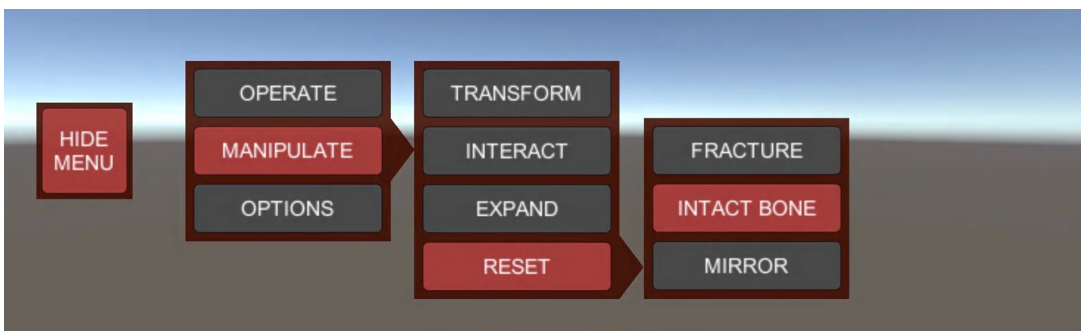 HIDE
MENU
OPERATE
MANIPULATE
OPTIONS
TRANSFORM
INTERACT
EXPAND
RESET
FRACTURE
INTACT BONE
MIRROR